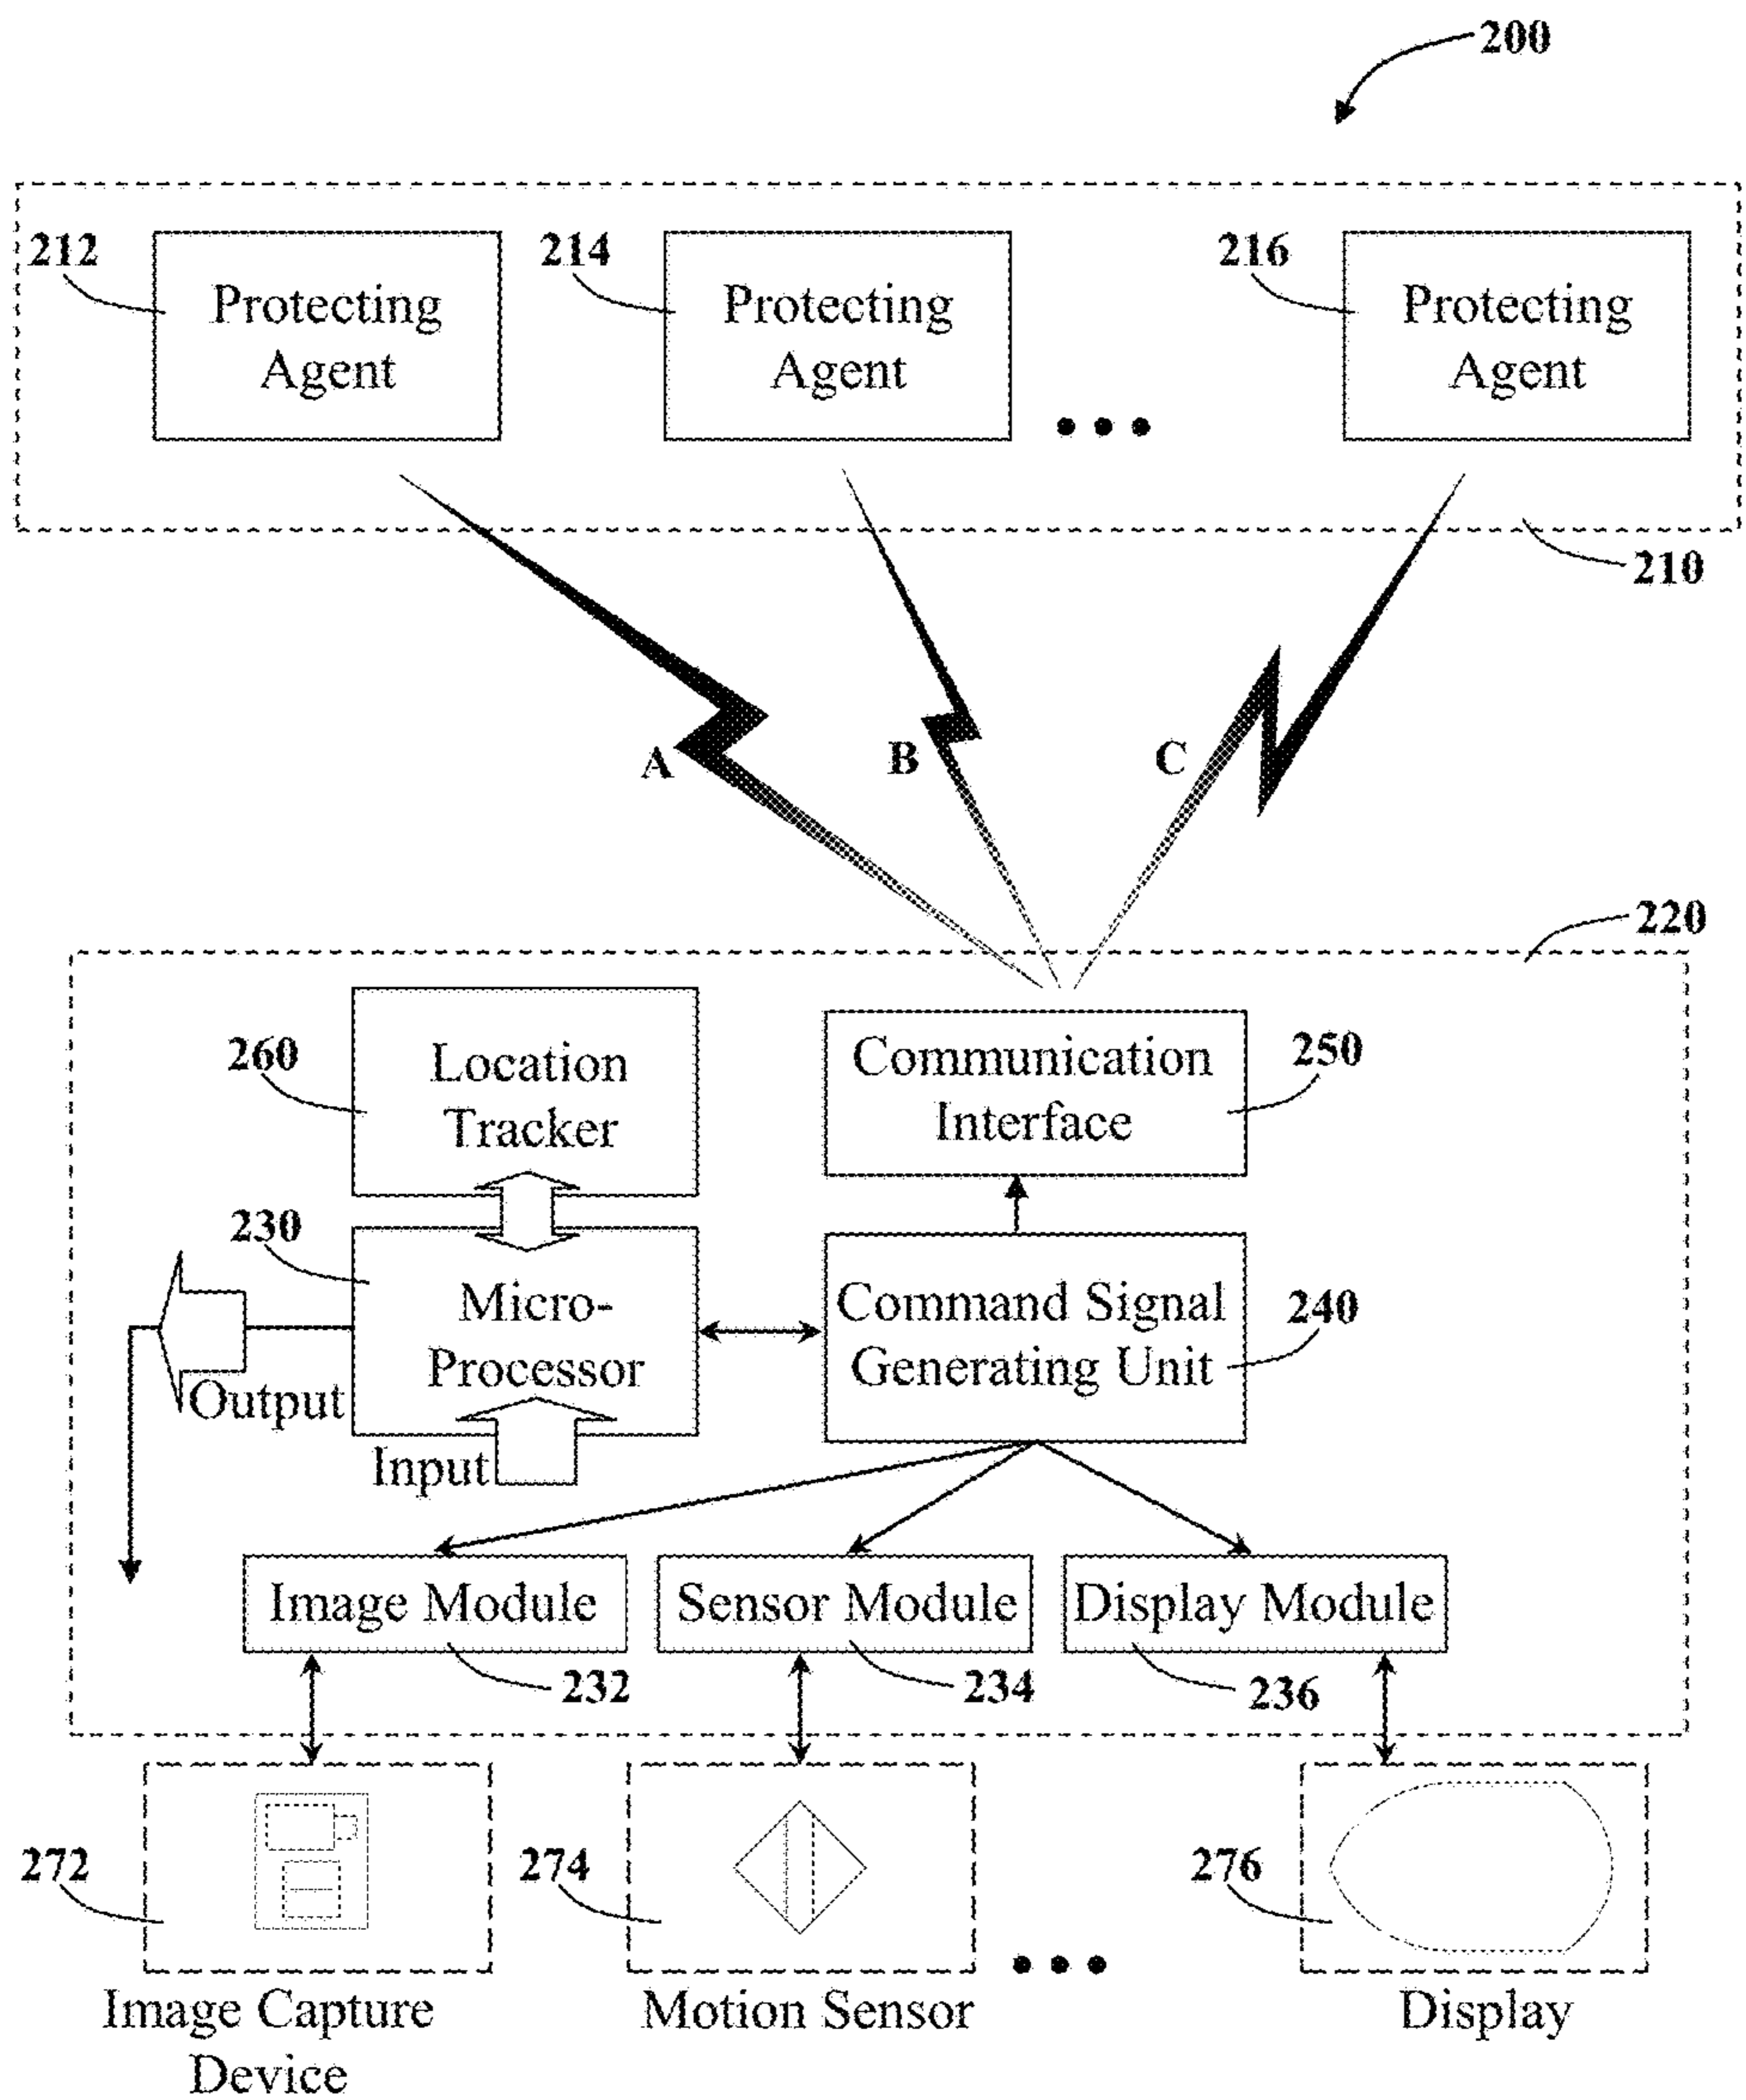 200
212
Protecting
Agent
214
Protecting
Agent
216
Protecting
Agent
210
A
B
C
220
260
Location
Tracker
Communication
Interface
250
230
Micro-
Processor
Command Signal
Generating Unit
240
Output
Input
Image Module
Sensor Module
Display Module
232
234
236
272
274
276
Image Capture
Device
Motion Sensor
Display